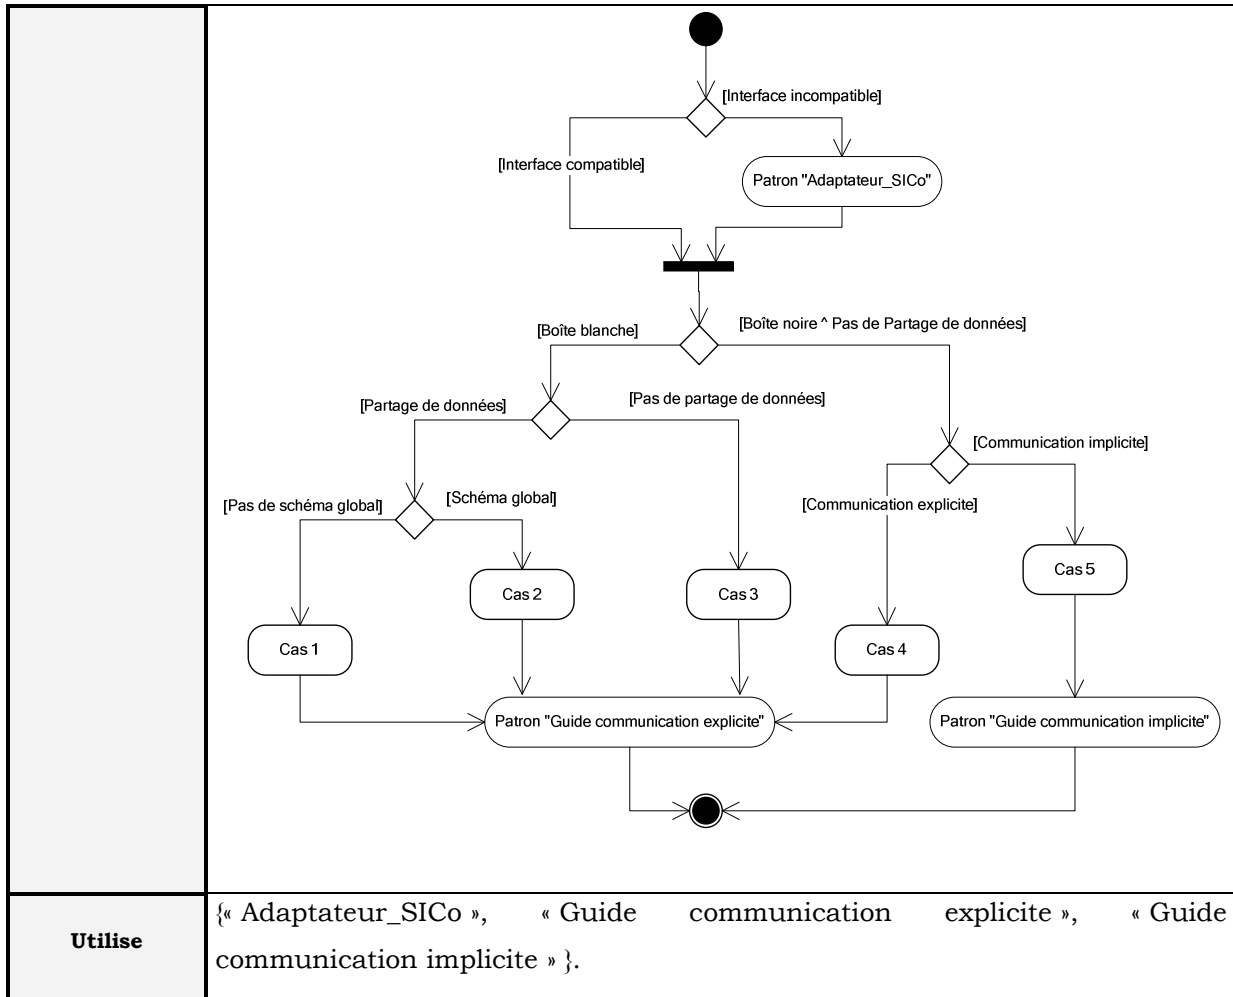 [Interface incompatible]
[Interface compatible]
Patron "Adaptateur_SICo"
[Boîte blanche]
[Boîte noire ^ Pas de Partage de données]
[Partage de données]
[Pas de partage de données]
[Communication implicite]
[Pas de schéma global]
[Schéma global]
[Communication explicite]
Cas 5
Cas 2
Cas 3
Cas 1
Cas 4
Patron "Guide communication explicite"
Patron "Guide communication implicite"
Utilise
{« Adaptateur_SICo », « Guide communication explicite », « Guide
communication implicite » }.